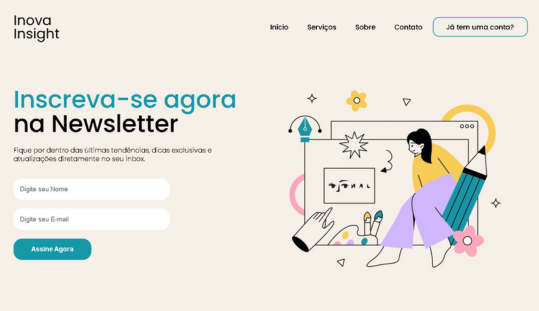 Inova
Insight
Início
Serviços
Sobre
Contato
Já tem uma conta?
Inscreva-se agora
na Newsletter
Fique por dentro das últimas tendências, dicas exclusivas e
atualizações diretamente no seu inbox.
Digite seu Nome
Digite seu E-mail
Assine Agora